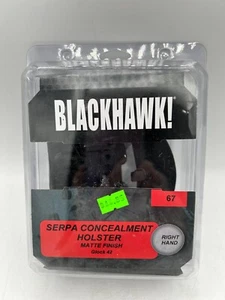 BLACKHAWK!
67
SERPA CONCEALMENT
HOLSTER
MATTE FINISH
RIGHT
HAND